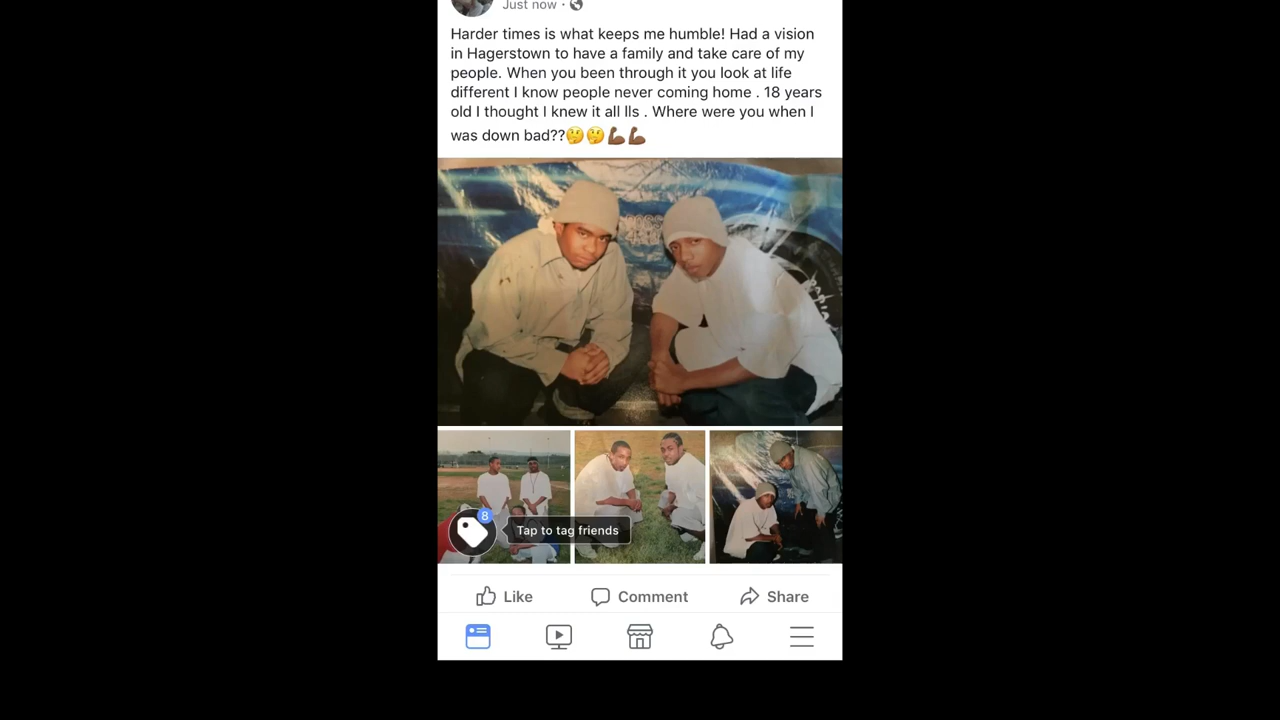 Just now ·
Harder times is what keeps me humble! Had a vision
in Hagerstown to have a family and take care of my
people. When you been through it you look at life
different I know people never coming home . 18 years
old I thought I knew it all lls . Where were you when I
was down bad??🤔🤔💪🏾💪🏾
8
Tap to tag friends
Like Comment Share